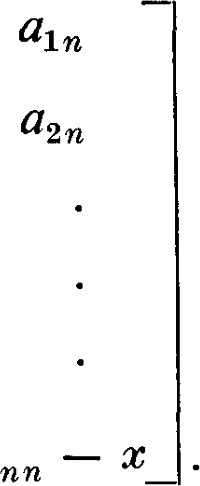 a₁ₙ
a₂ₙ
.
.
.
ₙₙ − x ] .